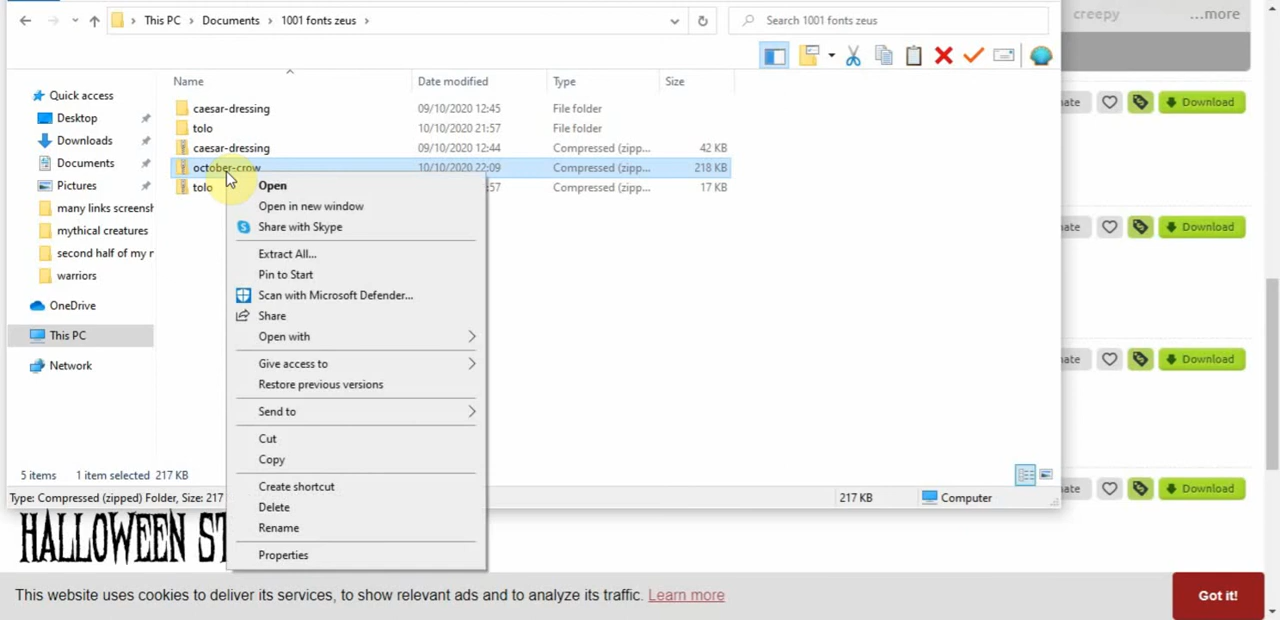 This PC > Documents > 1001 fonts zeus >
Search 1001 fonts zeus
creepy
...more
Name
Date modified
Type
Size
Quick access
Desktop
Downloads
Documents
Pictures
many links screensh
mythical creatures
second half of my r
warriors
OneDrive
This PC
Network
caesar-dressing 09/10/2020 12:45 File folder
tolo 10/10/2020 21:57 File folder
caesar-dressing 09/10/2020 12:44 Compressed (zipp... 42 KB
october-crow 10/10/2020 22:09 Compressed (zipp... 218 KB
tolo :57 Compressed (zipp... 17 KB
Open
Open in new window
Share with Skype
Extract All...
Pin to Start
Scan with Microsoft Defender...
Share
Open with
Give access to
Restore previous versions
Send to
Cut
Copy
Create shortcut
Delete
Rename
Properties
ate Download
ate Download
ate Download
ate Download
5 items 1 item selected 217 KB
Type: Compressed (zipped) Folder, Size: 217
217 KB
Computer
HALLOWEEN ST
This website uses cookies to deliver its services, to show relevant ads and to analyze its traffic. Learn more
Got it!